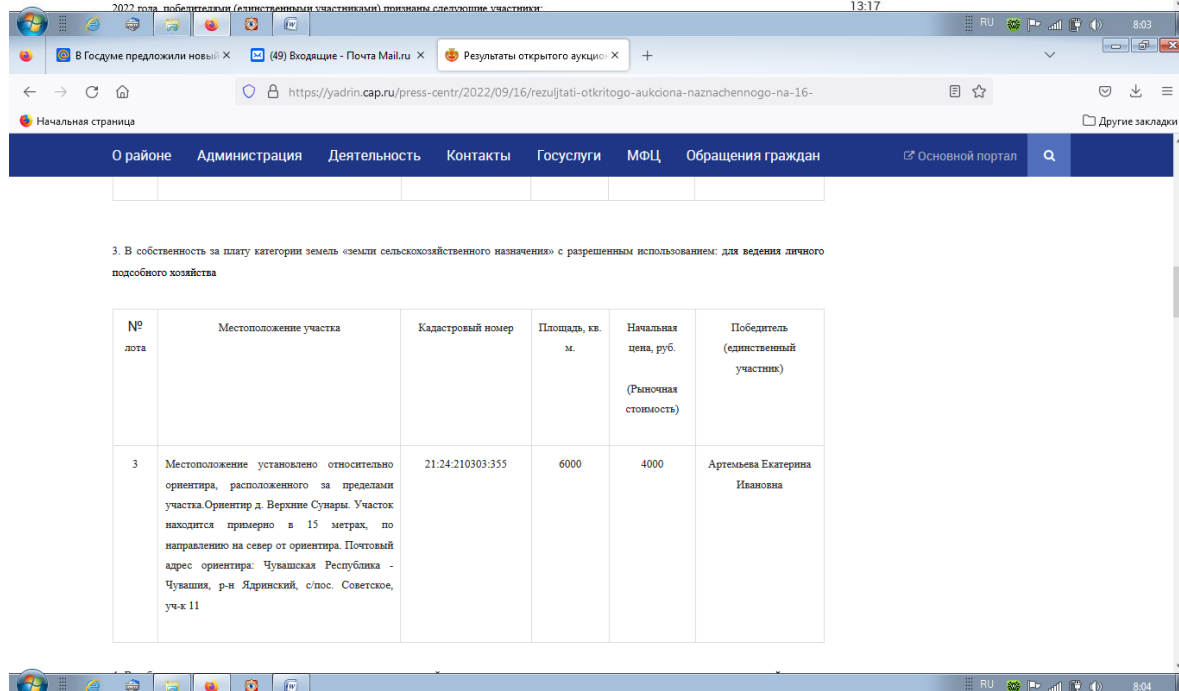 2022 года, победителями (единственными участниками) признаны следующие участники:
13:17
RU
8:03
В Госдуме предложили новый
(49) Входящие - Почта Mail.ru
Результаты открытого аукцион
https://yadrin.cap.ru/press-centr/2022/09/16/rezuljtati-otkritogo-aukciona-naznachennogo-na-16-
Начальная страница
Другие закладки
О районе Администрация Деятельность Контакты Госуслуги МФЦ Обращения граждан Основной портал
3. В собственность за плату категории земель «земли сельскохозяйственного назначения» с разрешенным использованием: для ведения личного
подсобного хозяйства
№ лота
Местоположение участка
Кадастровый номер
Площадь, кв. м.
Начальная цена, руб. (Рыночная стоимость)
Победитель (единственный участник)
3
Местоположение установлено относительно
ориентира, расположенного за пределами
участка.Ориентир д. Верхние Сунары. Участок
находится примерно в 15 метрах, по
направлению на север от ориентира. Почтовый
адрес ориентира: Чувашская Республика -
Чувашия, р-н Ядринский, с/пос. Советское,
уч-к 11
21:24:210303:355
6000
4000
Артемьева Екатерина
Ивановна
RU
8:04